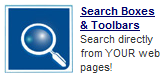 Search Boxes
& Toolbars
Search directly
from YOUR web
pages!